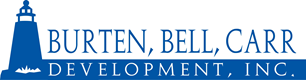 BURTEN, BELL, CARR
DEVELOPMENT, INC.